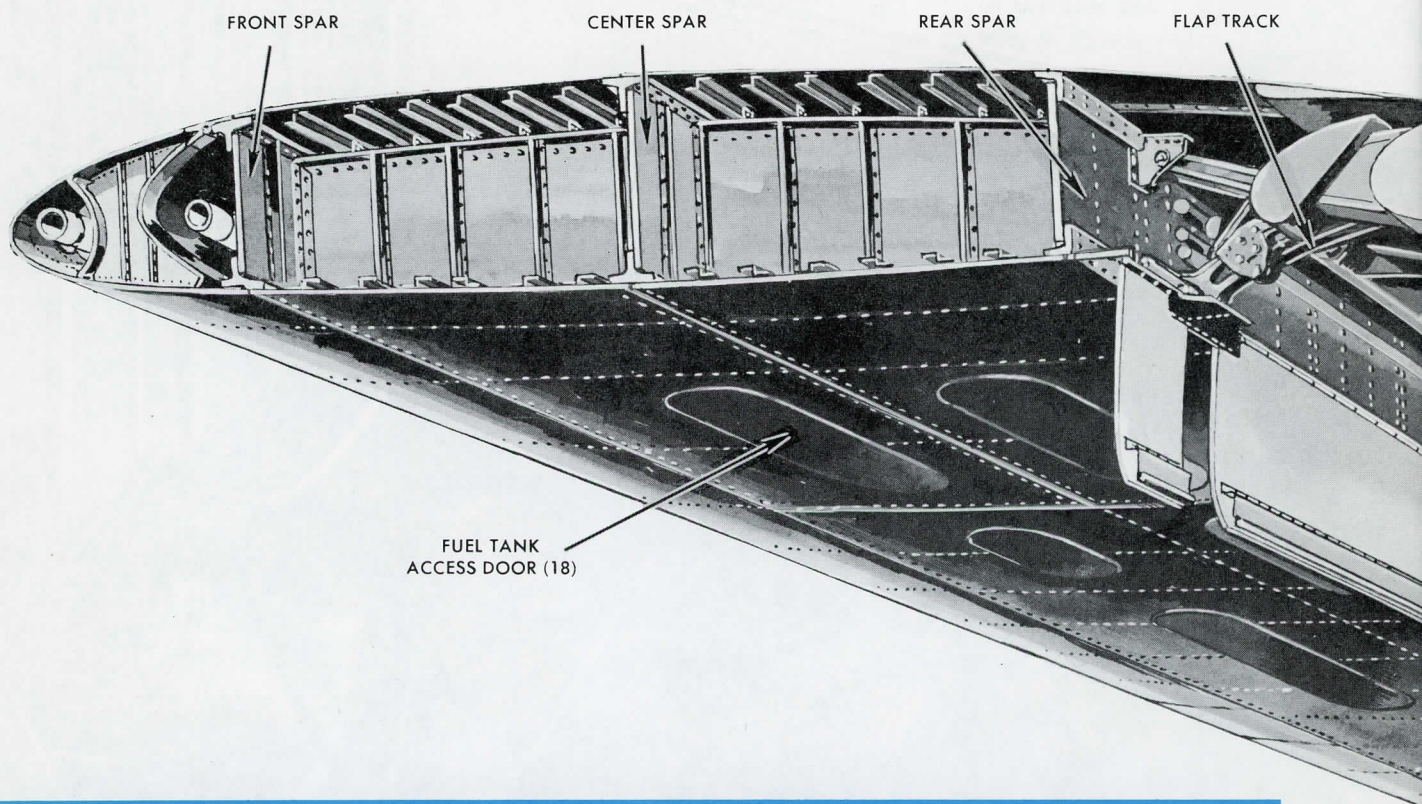 FRONT SPAR
CENTER SPAR
REAR SPAR
FLAP TRACK
FUEL TANK
ACCESS DOOR (18)